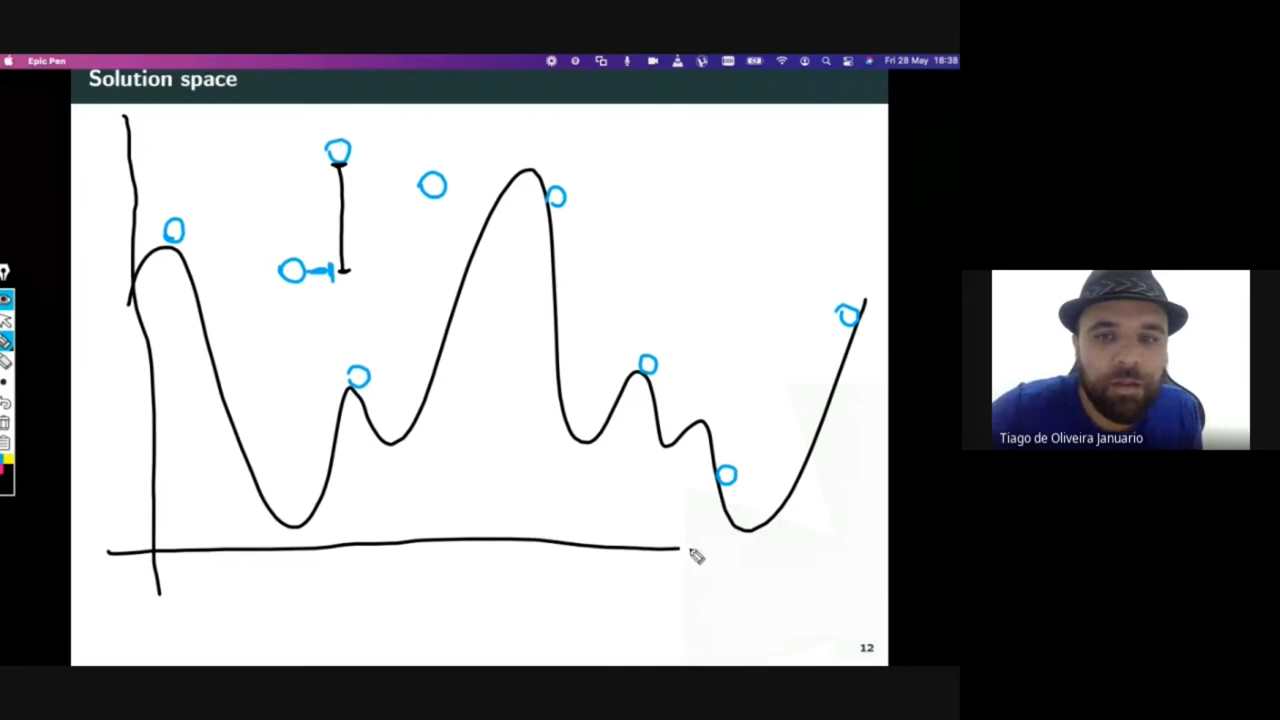 Epic Pen
Fri 28 May 18:38
Solution space
Tiago de Oliveira Januario
12